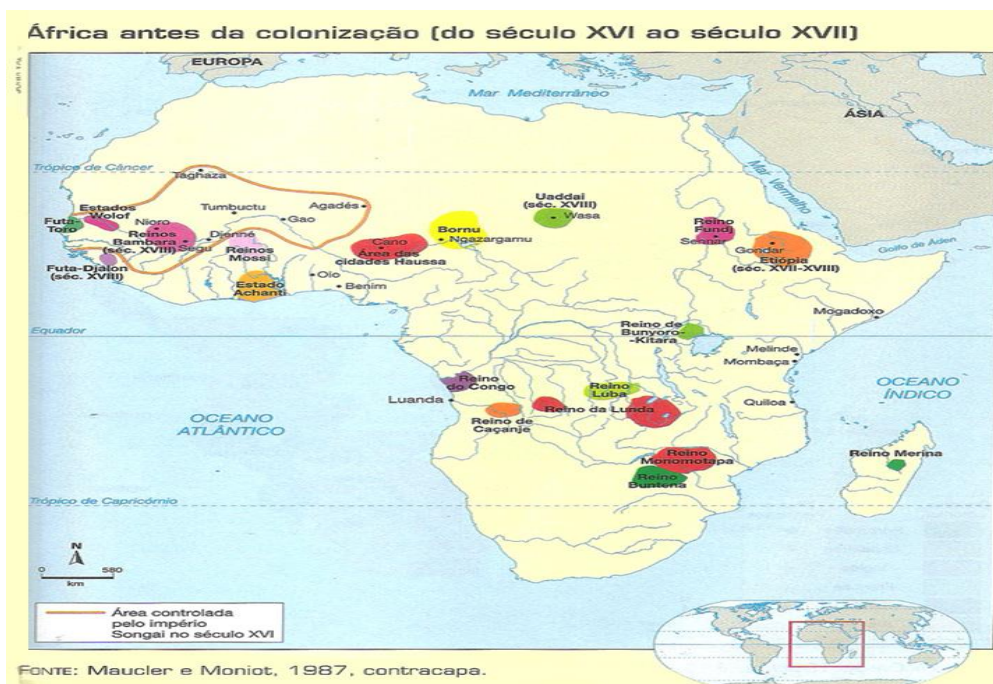 África antes da colonização (do século XVI ao século XVII)
EUROPA
Mar Mediterrâneo
ÁSIA
Trópico de Câncer
Taghaza
Mar Vermelho
Estados
Wolof
Futa-
Toro
Nioro
Tumbuctu
Agadés
Gao
Reinos
Bambara
(séc. XVIII)
Segu
Djenné
Reinos
Mossi
Futa-Djalon
(séc. XVIII)
Estado
Achanti
Cano
Área das
cidades Haussa
Bornu
Ngazargamu
Uaddai
(séc. XVIII)
Wasa
Reino
Fundj
Sennar
Gondar
Etiópia
(séc. XVII-XVIII)
Golfo de Áden
Oio
Benim
Mogadoxo
Equador
Reino de
Bunyoro-
-Kitara
Melinde
Mombaça
Reino
do Congo
Luanda
Reino
Luba
Reino da Lunda
Quiloa
OCEANO
ÍNDICO
OCEANO
ATLÂNTICO
Reino de
Caçanje
Reino
Monomotapa
Reino
Buntena
Reino Merina
Trópico de Capricórnio
N
0 580
km
Área controlada
pelo império
Songai no século XVI
FONTE: Maucler e Moniot, 1987, contracapa.